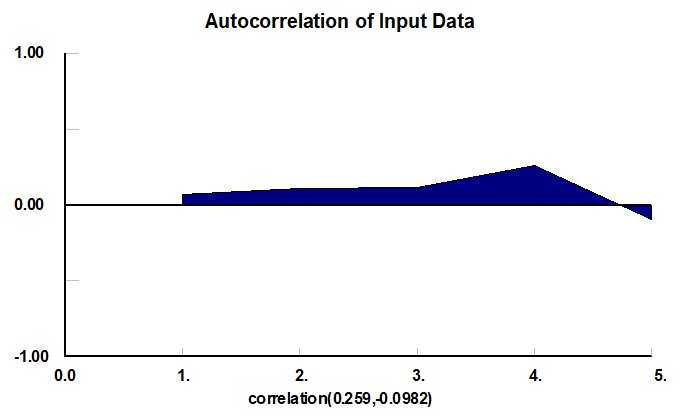 Autocorrelation of Input Data
1.00
0.00
-1.00
0.0 1. 2. 3. 4. 5.
correlation(0.259,-0.0982)